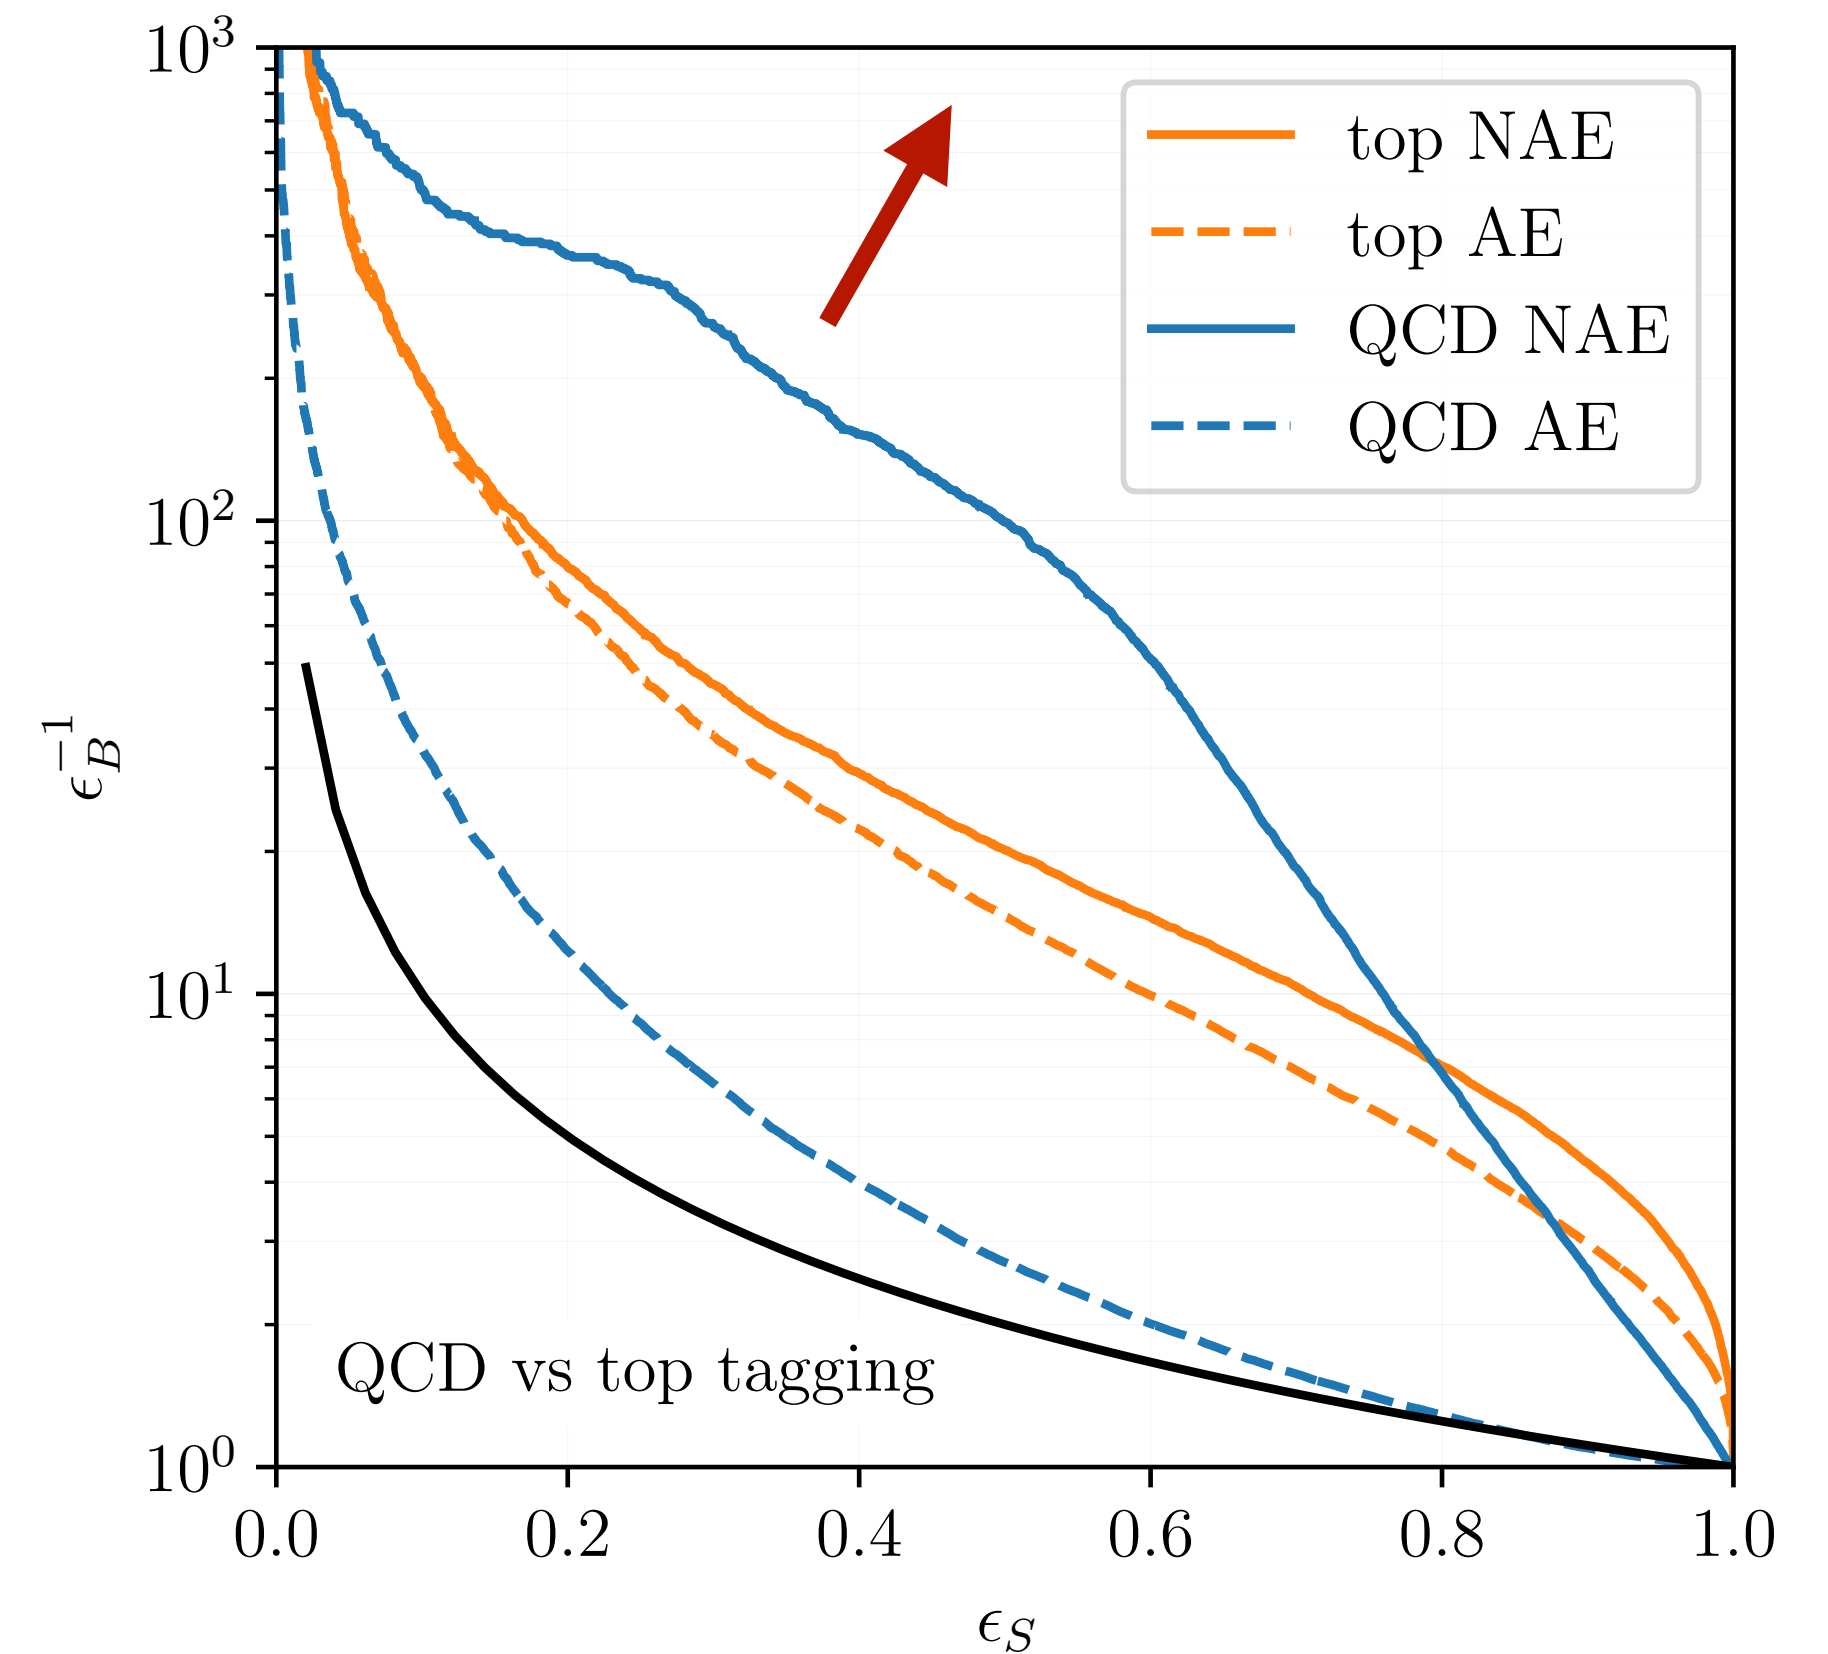 10³
10²
10¹
10⁰
ϵ_B⁻¹
top NAE
top AE
QCD NAE
QCD AE
QCD vs top tagging
0.0 0.2 0.4 0.6 0.8 1.0
ϵ_S